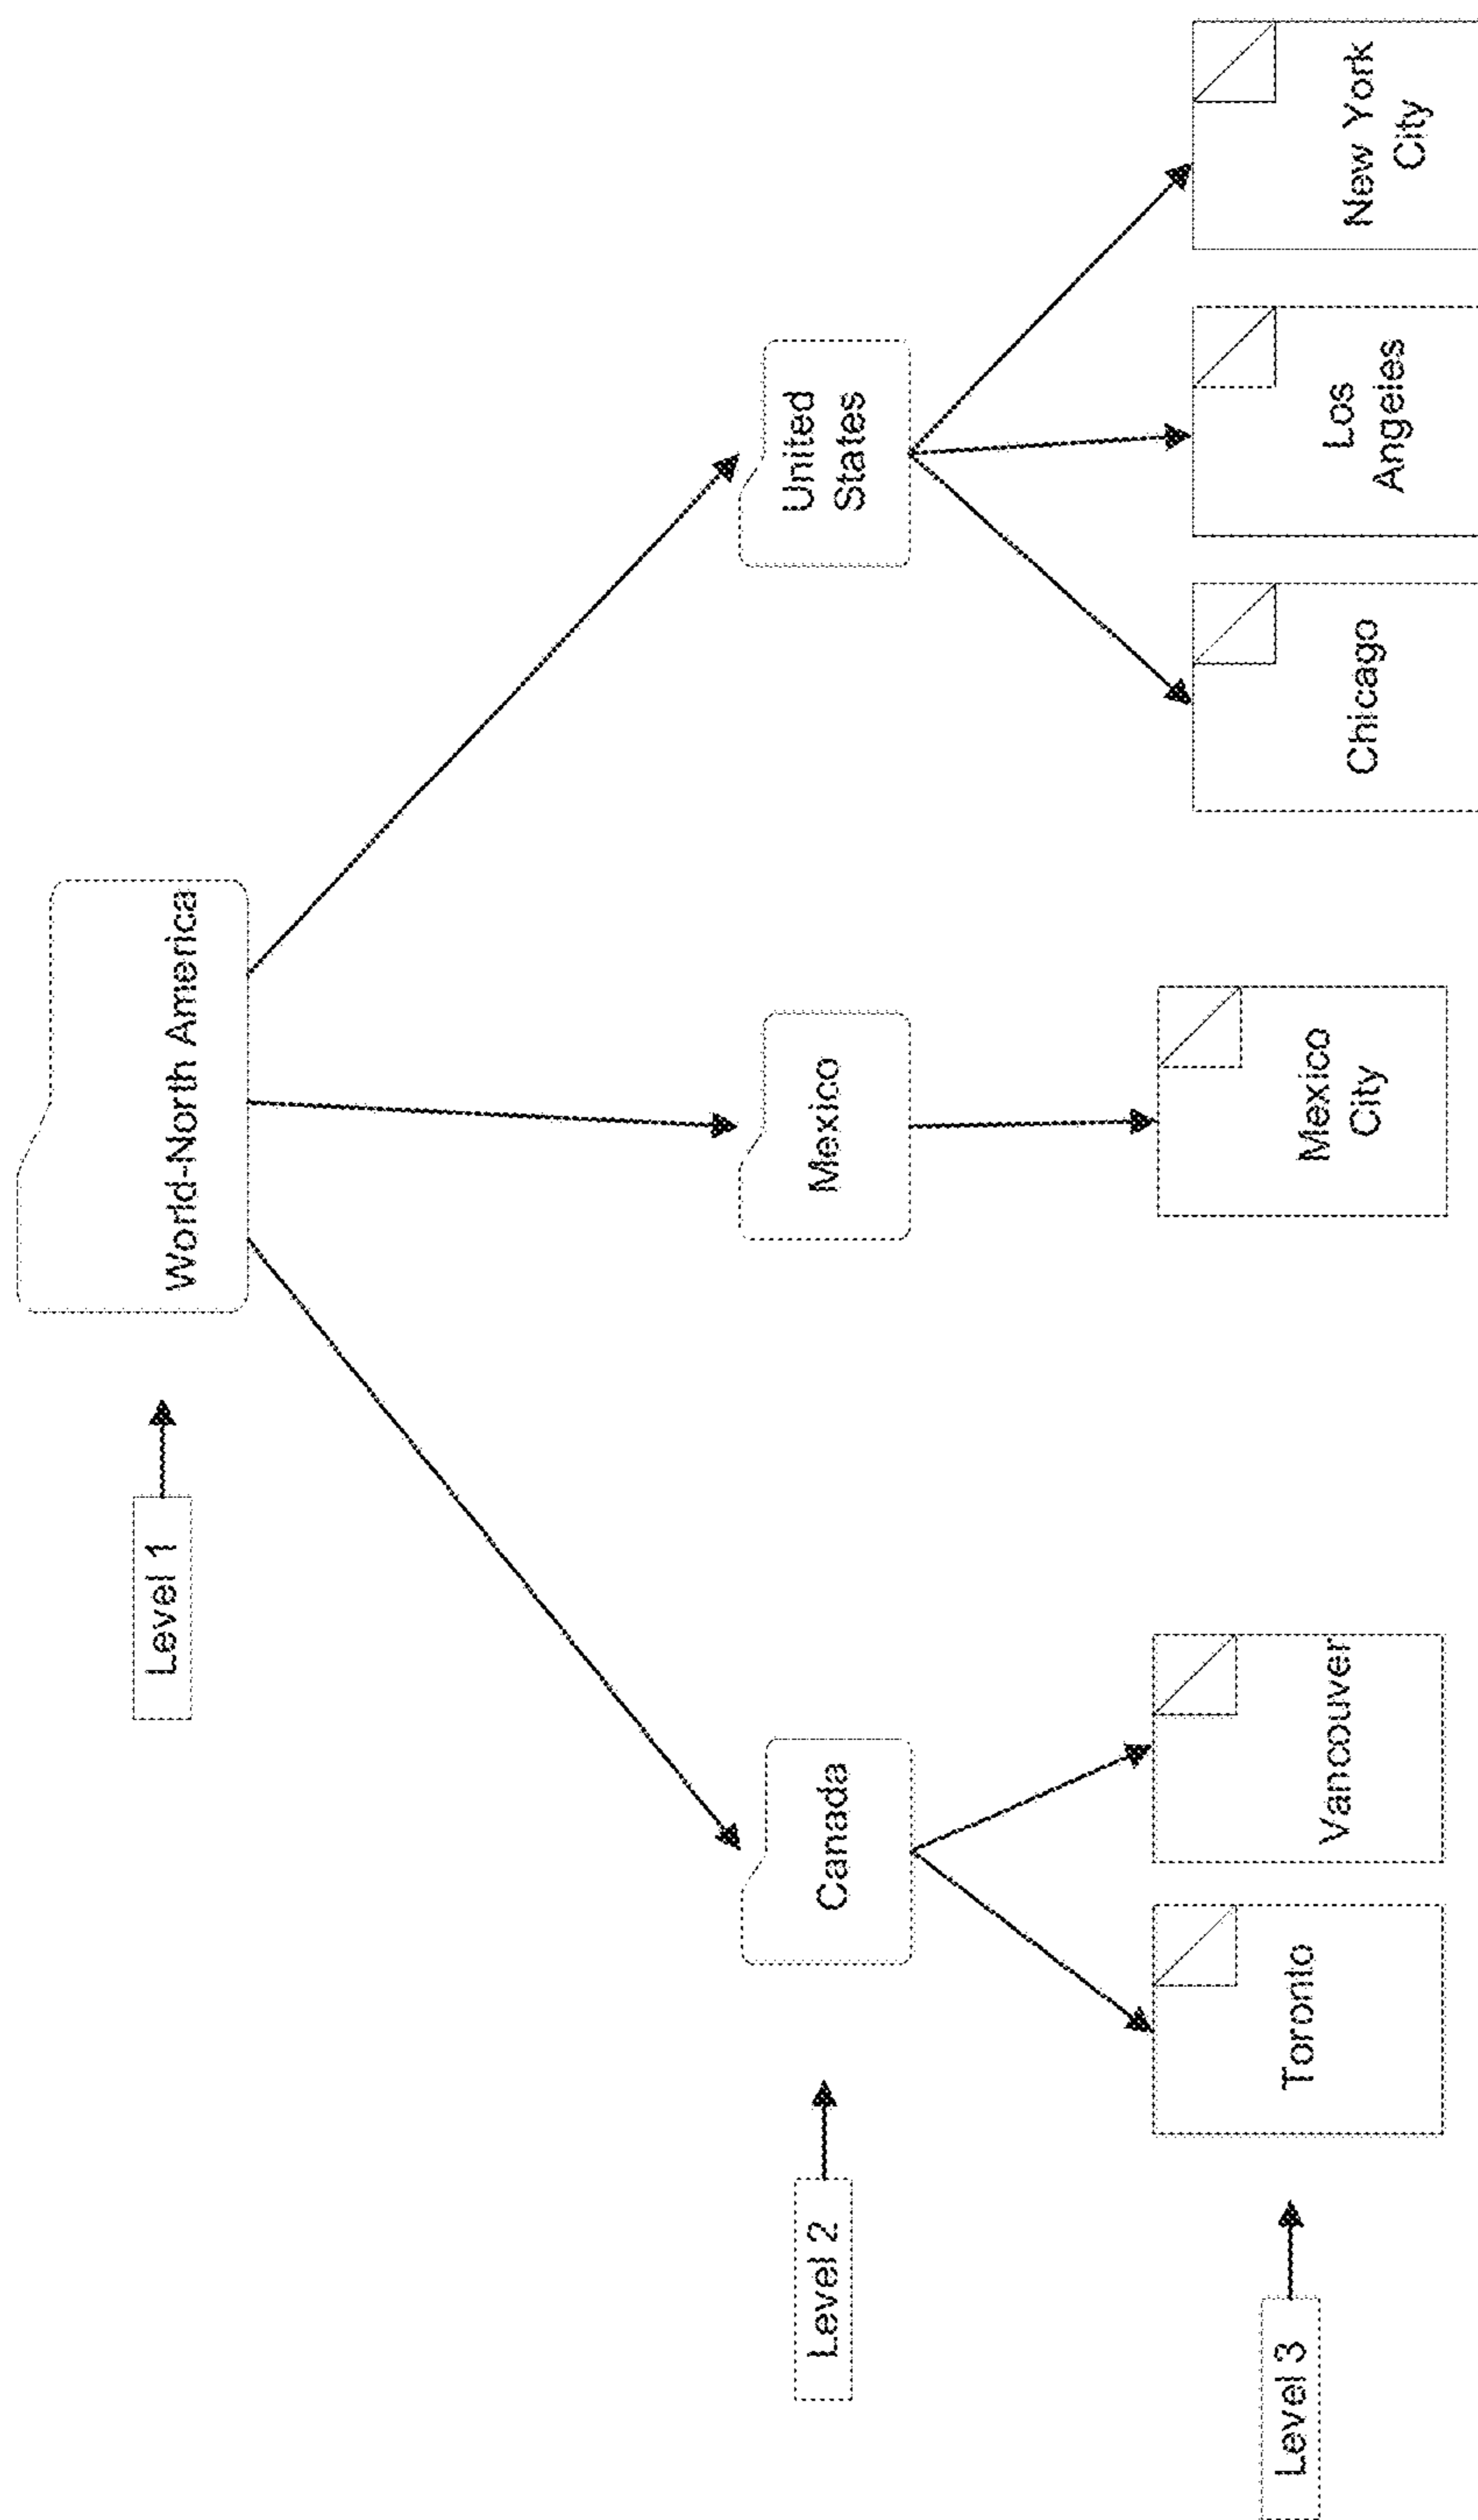 Level 1
World-North America
Level 2
Canada
Mexico
United
States
Level 3
Toronto
Vancouver
Mexico
City
Chicago
Los
Angeles
New York
City